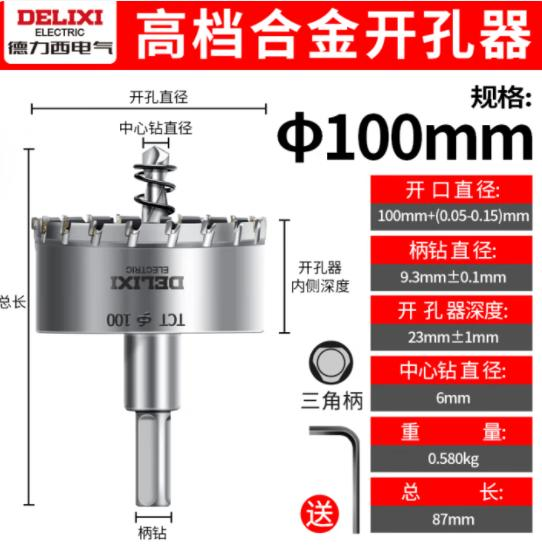 DELIXI
ELECTRIC
德力西电气
高档合金开孔器
规格:
Φ100mm
开孔直径
中心钻直径
总长
开孔器
内侧深度
DELIXI
ELECTRIC
TCT ф 100
柄钻
三角柄
送
开口直径:
100mm+(0.05-0.15)mm
柄钻直径:
9.3mm±0.1mm
开孔器深度:
23mm±1mm
中心钻直径:
6mm
重量:
0.580kg
总长:
87mm